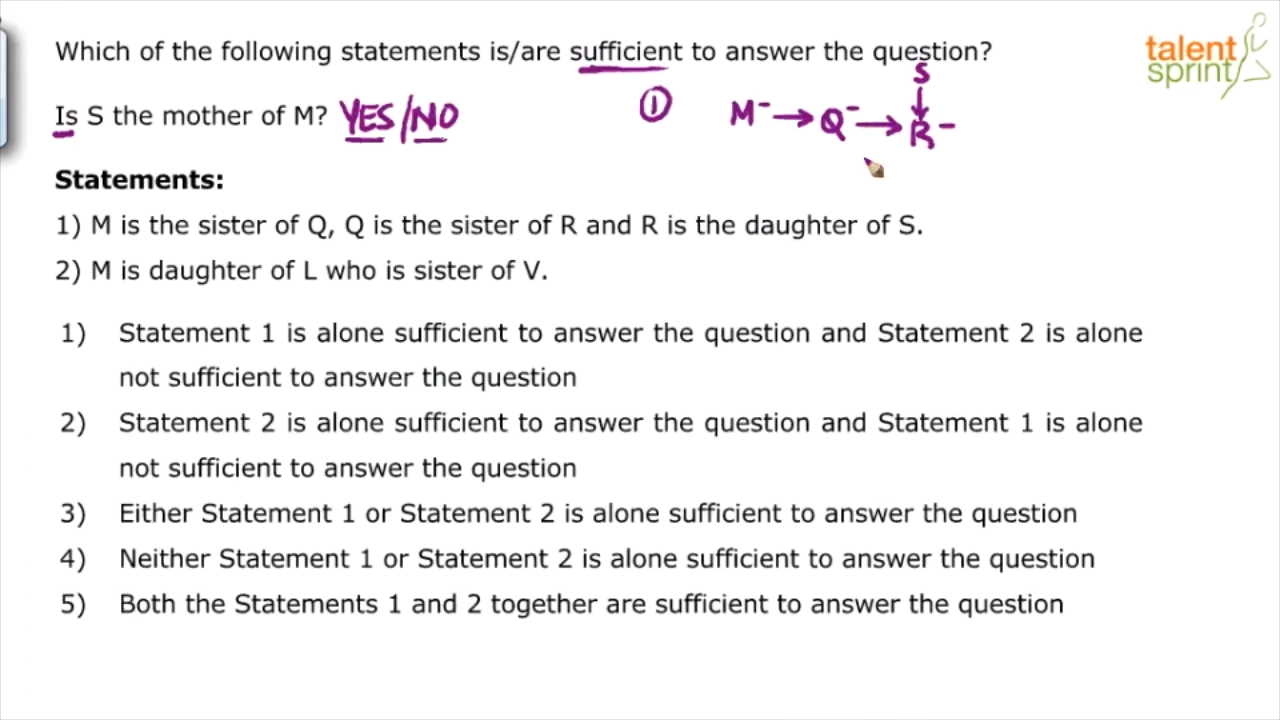 talent
sprint
Which of the following statements is/are sufficient to answer the question?
Is S the mother of M? YES/NO
① M⁻ → Q⁻ → R -
S
↓
Statements:
1) M is the sister of Q, Q is the sister of R and R is the daughter of S.
2) M is daughter of L who is sister of V.
1) Statement 1 is alone sufficient to answer the question and Statement 2 is alone
not sufficient to answer the question
2) Statement 2 is alone sufficient to answer the question and Statement 1 is alone
not sufficient to answer the question
3) Either Statement 1 or Statement 2 is alone sufficient to answer the question
4) Neither Statement 1 or Statement 2 is alone sufficient to answer the question
5) Both the Statements 1 and 2 together are sufficient to answer the question